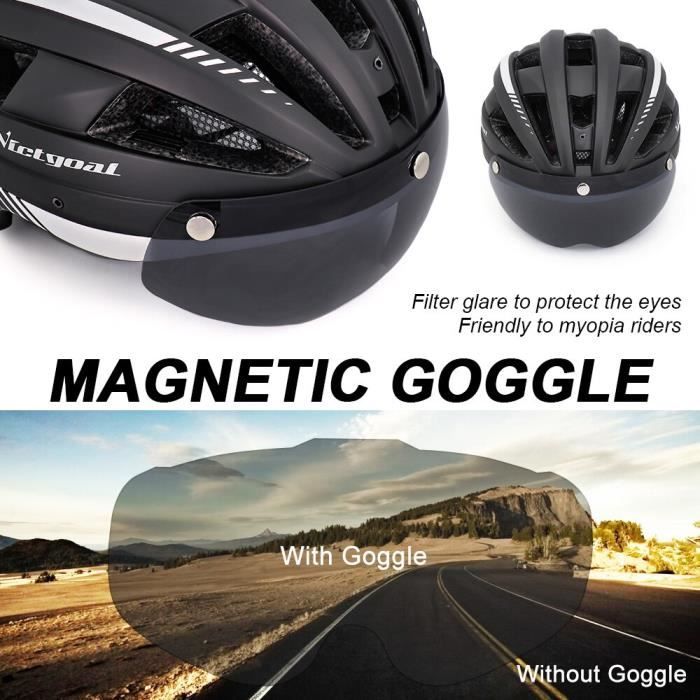 Victgoal
Filter glare to protect the eyes
Friendly to myopia riders
MAGNETIC GOGGLE
With Goggle
Without Goggle